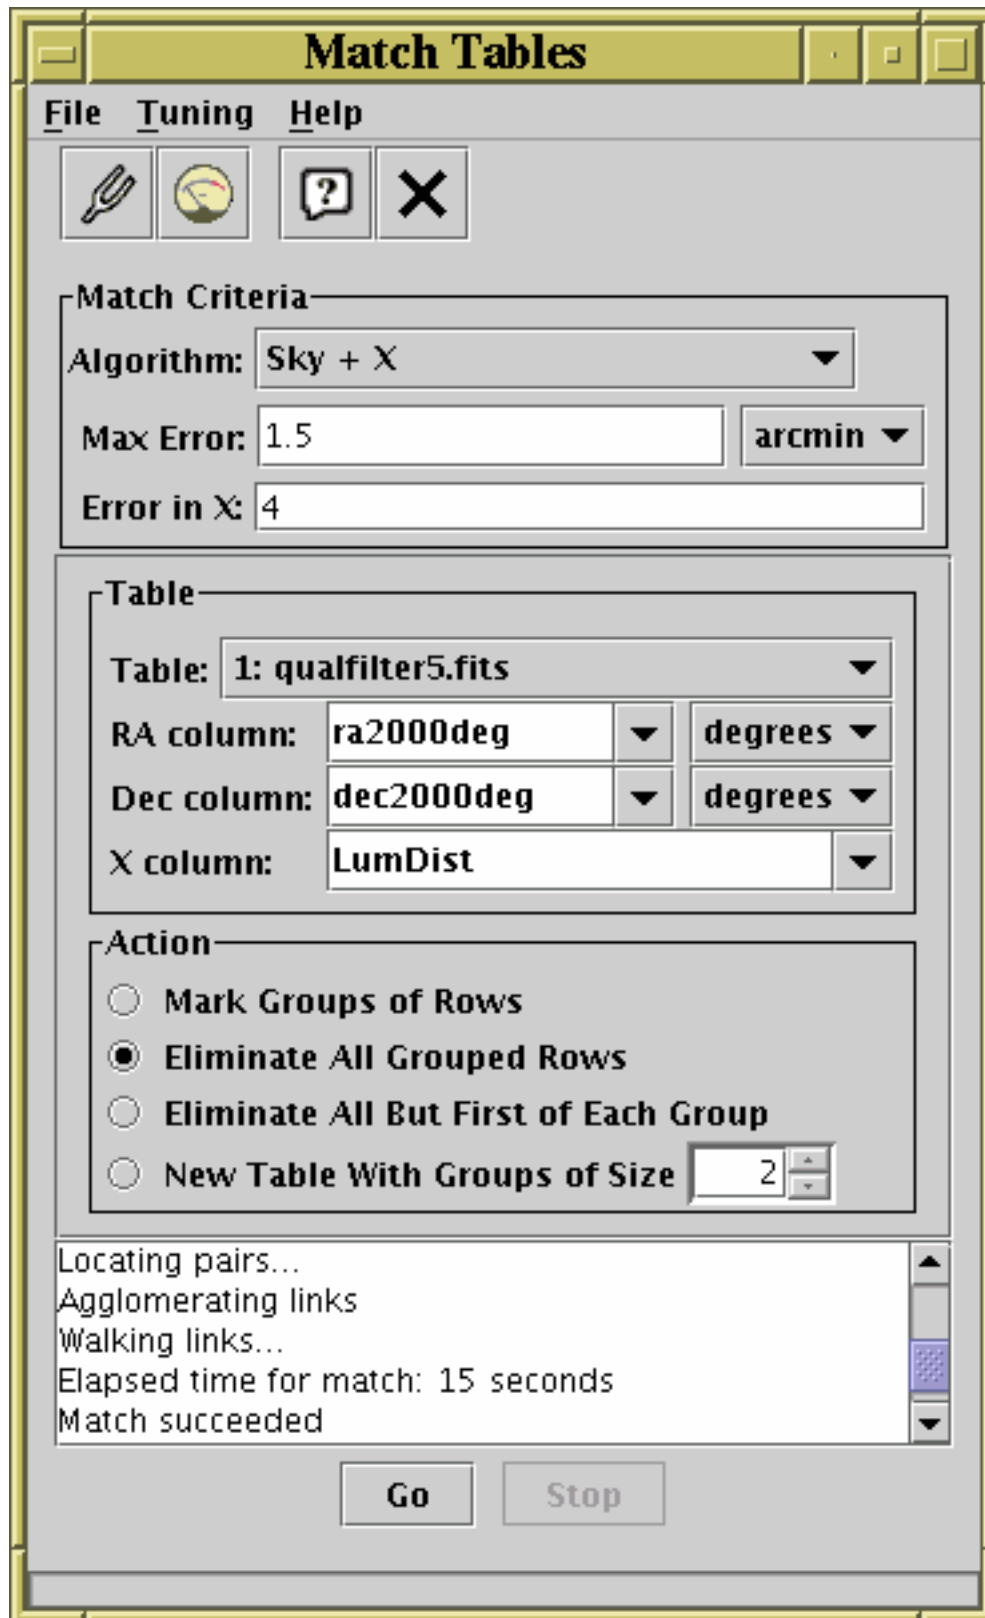 Match Tables
File Tuning Help
?
Match Criteria
Algorithm: Sky + X
Max Error: 1.5 arcmin
Error in X: 4
Table
Table: 1: qualfilter5.fits
RA column: ra2000deg degrees
Dec column: dec2000deg degrees
X column: LumDist
Action
Mark Groups of Rows
Eliminate All Grouped Rows
Eliminate All But First of Each Group
New Table With Groups of Size 2
Locating pairs...
Agglomerating links
Walking links...
Elapsed time for match: 15 seconds
Match succeeded
Go Stop